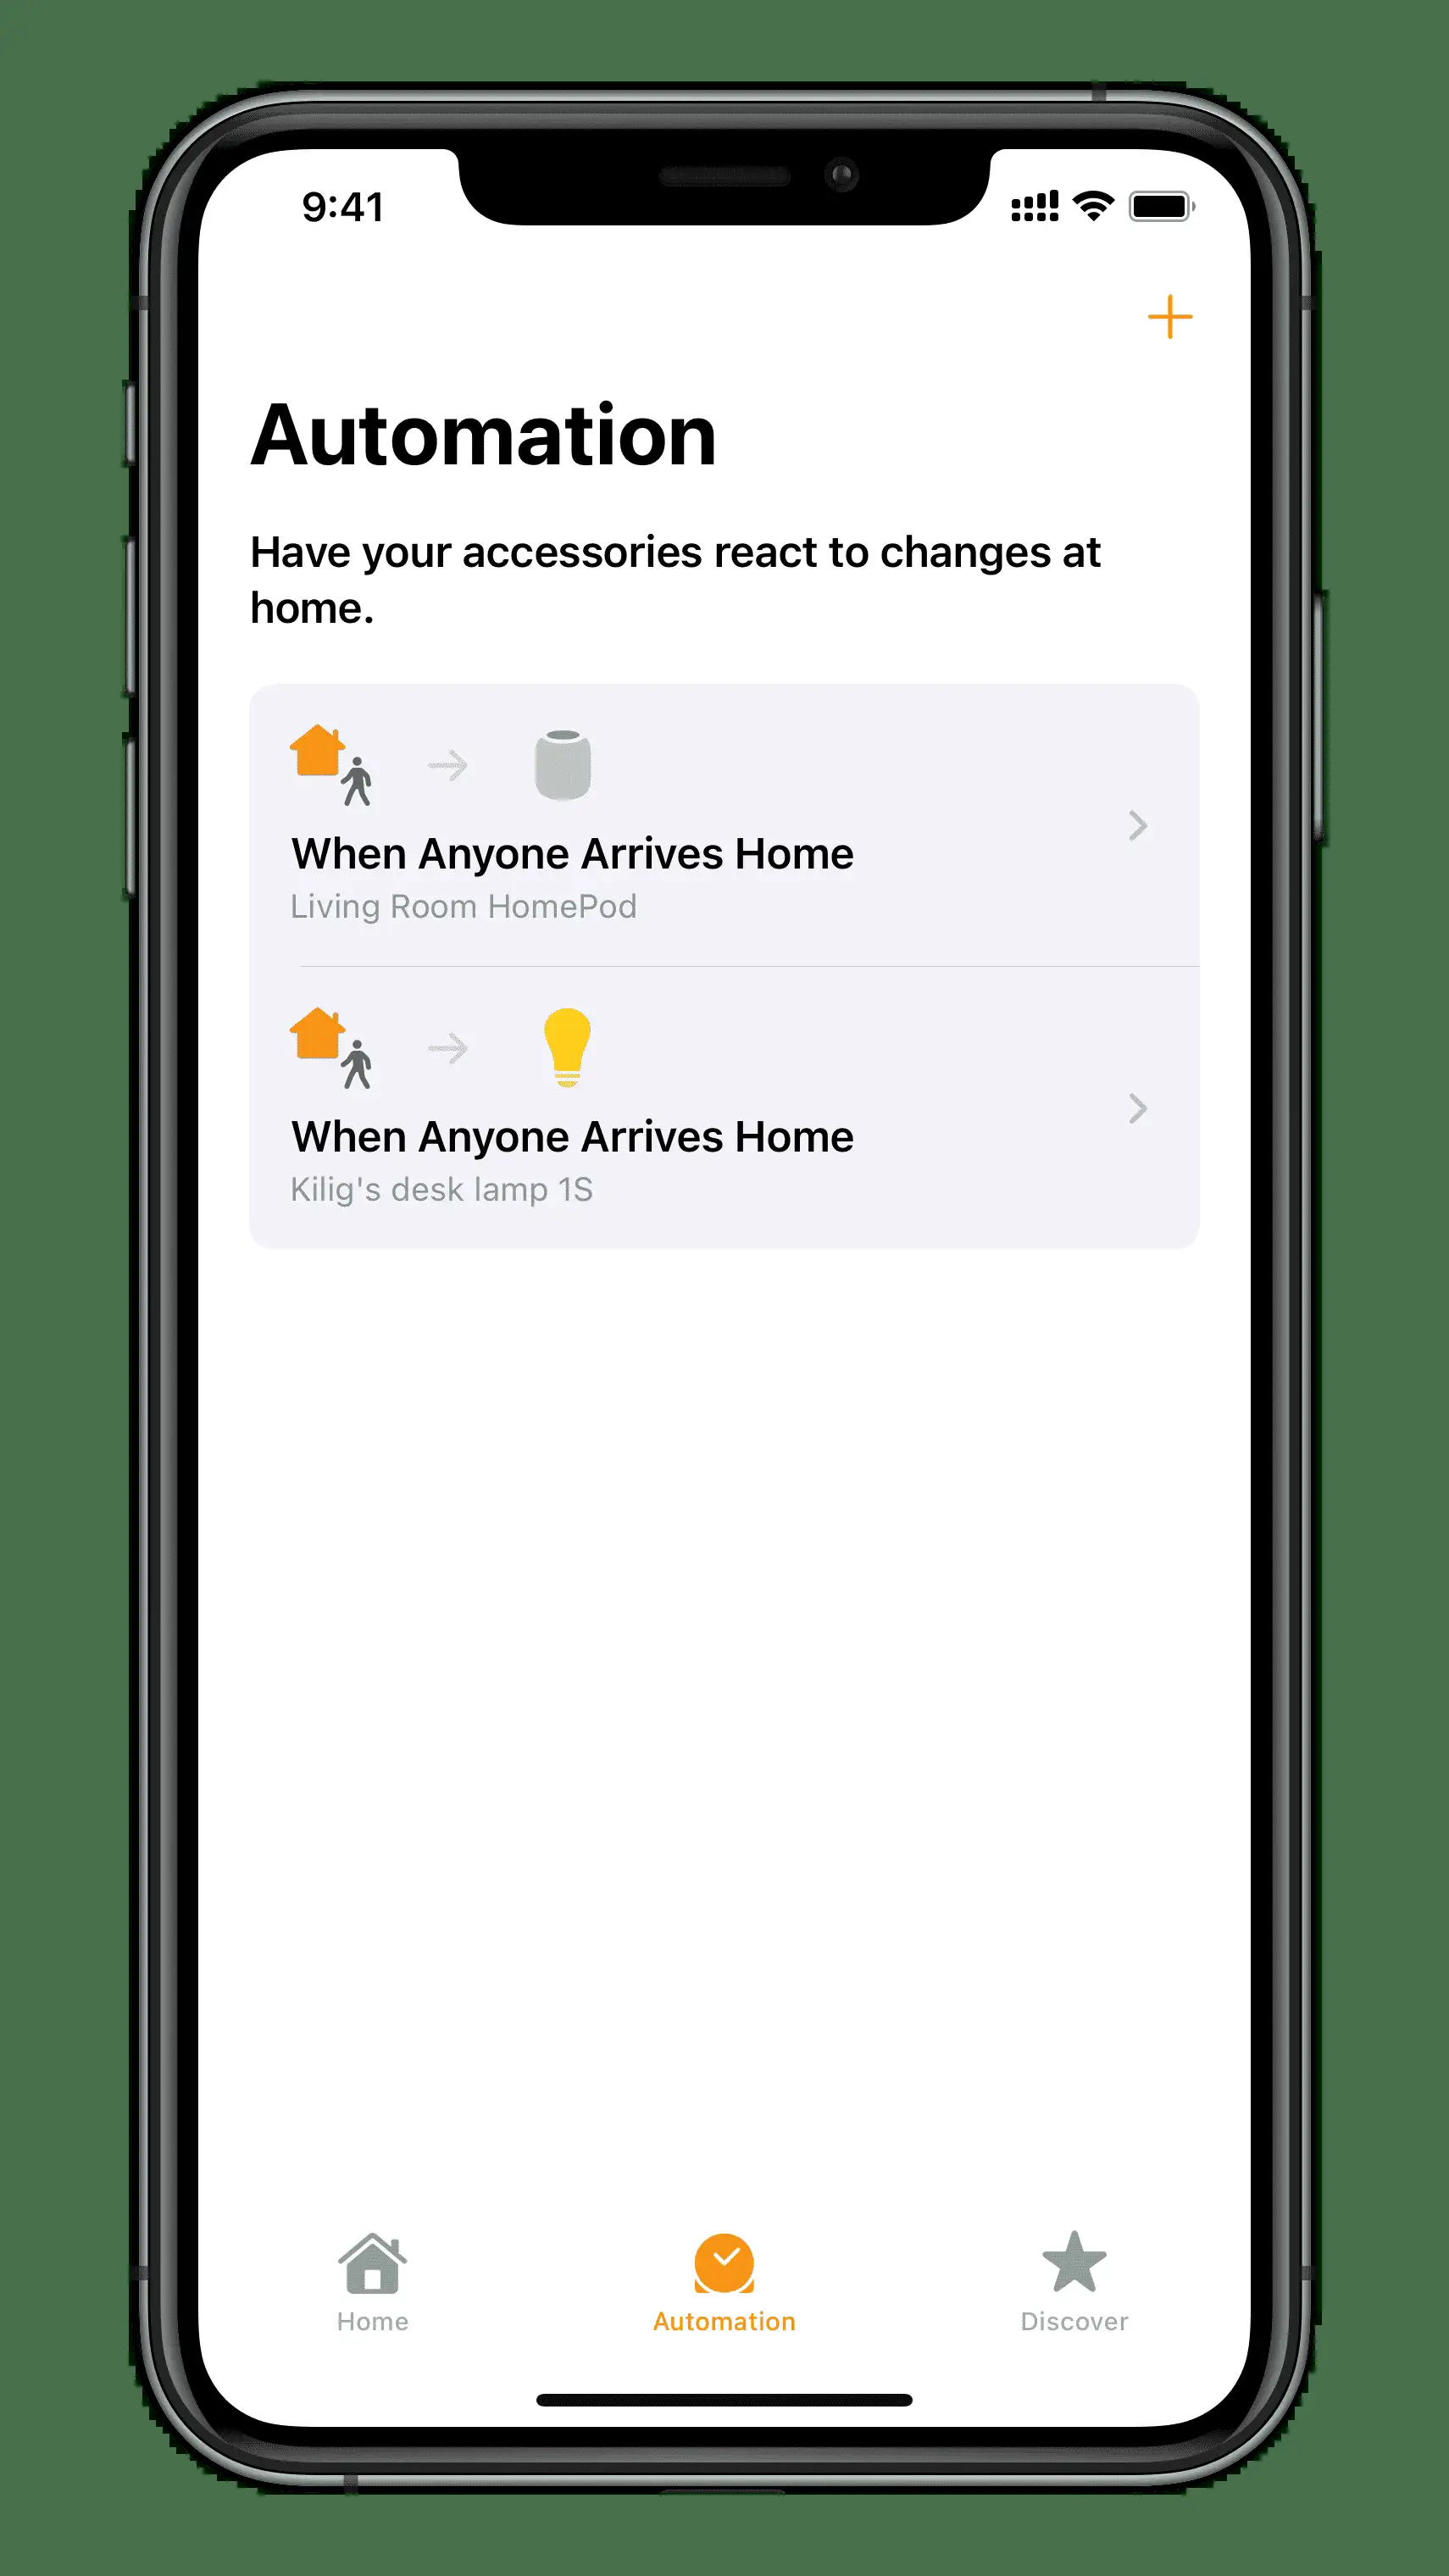 9:41
Automation
Have your accessories react to changes at
home.
When Anyone Arrives Home
Living Room HomePod
When Anyone Arrives Home
Kilig's desk lamp 1S
Home
Automation
Discover